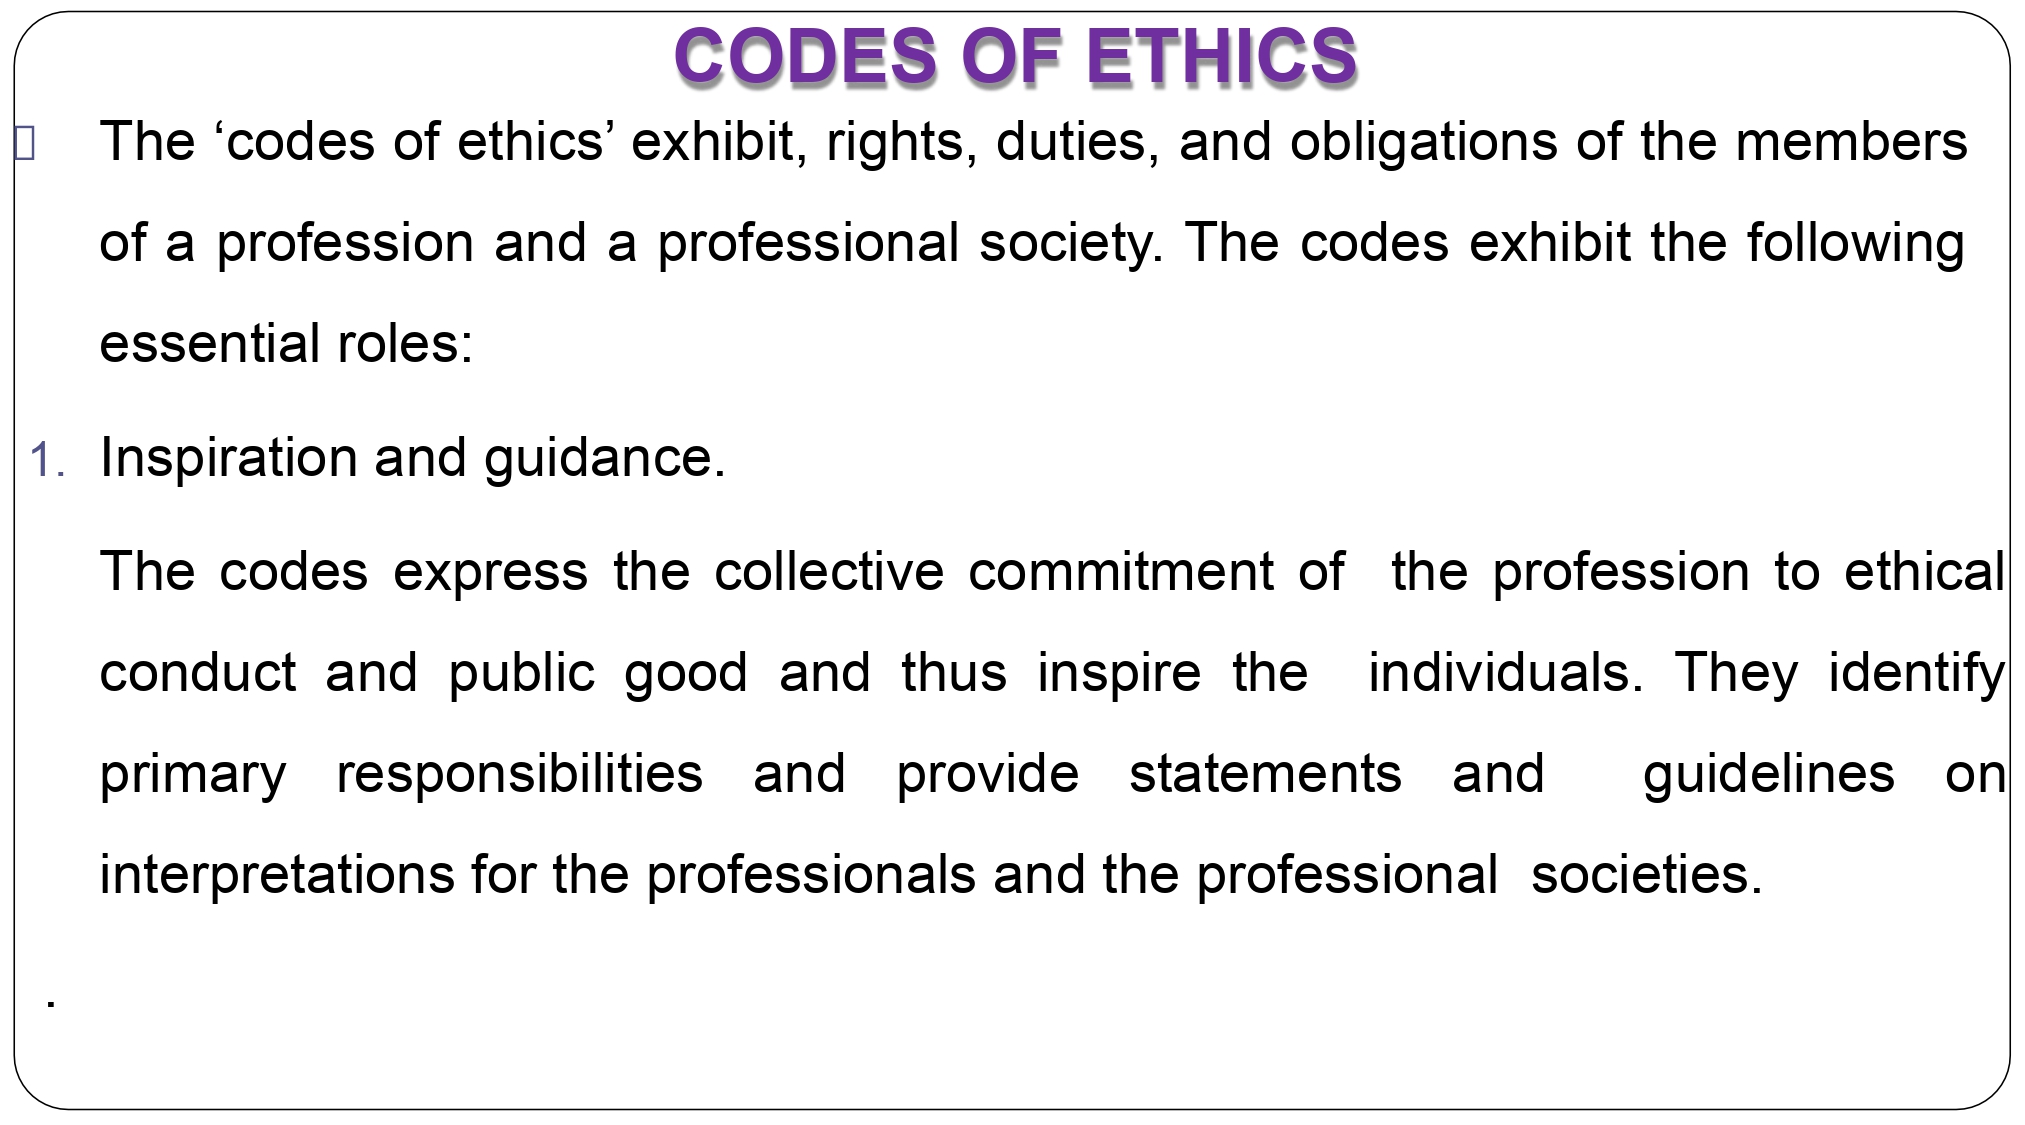 CODES OF ETHICS
The ‘codes of ethics’ exhibit, rights, duties, and obligations of the members
of a profession and a professional society. The codes exhibit the following
essential roles:
1. Inspiration and guidance.
The codes express the collective commitment of the profession to ethical
conduct and public good and thus inspire the individuals. They identify
primary responsibilities and provide statements and guidelines on
interpretations for the professionals and the professional societies.
.